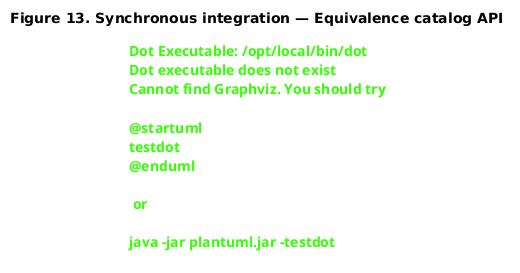 Figure 13. Synchronous integration — Equivalence catalog API
Dot Executable: /opt/local/bin/dot
Dot executable does not exist
Cannot find Graphviz. You should try
@startuml
testdot
@enduml
or
java -jar plantuml.jar -testdot